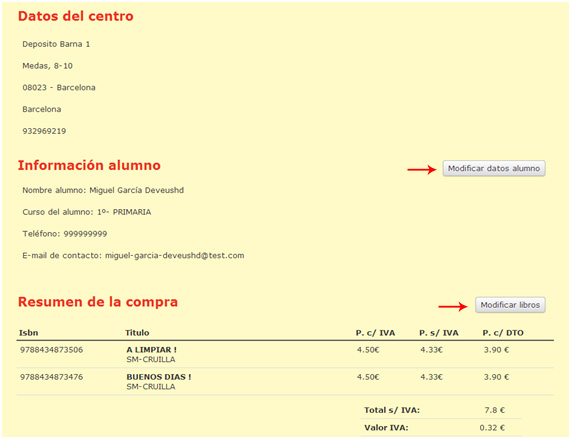 Datos del centro
Deposito Barna 1
Medas, 8-10
08023 - Barcelona
Barcelona
932969219
Información alumno
Modificar datos alumno
Nombre alumno: Miguel García Deveushd
Curso del alumno: 1º- PRIMARIA
Teléfono: 999999999
E-mail de contacto: miguel-garcia-deveushd@test.com
Resumen de la compra
Modificar libros
Isbn Titulo P. c/ IVA P. s/ IVA P. c/ DTO
9788434873506 A LIMPIAR ! 4.50€ 4.33€ 3.90 €
SM-CRUILLA
9788434873476 BUENOS DIAS ! 4.50€ 4.33€ 3.90 €
SM-CRUILLA
Total s/ IVA: 7.8 €
Valor IVA: 0.32 €